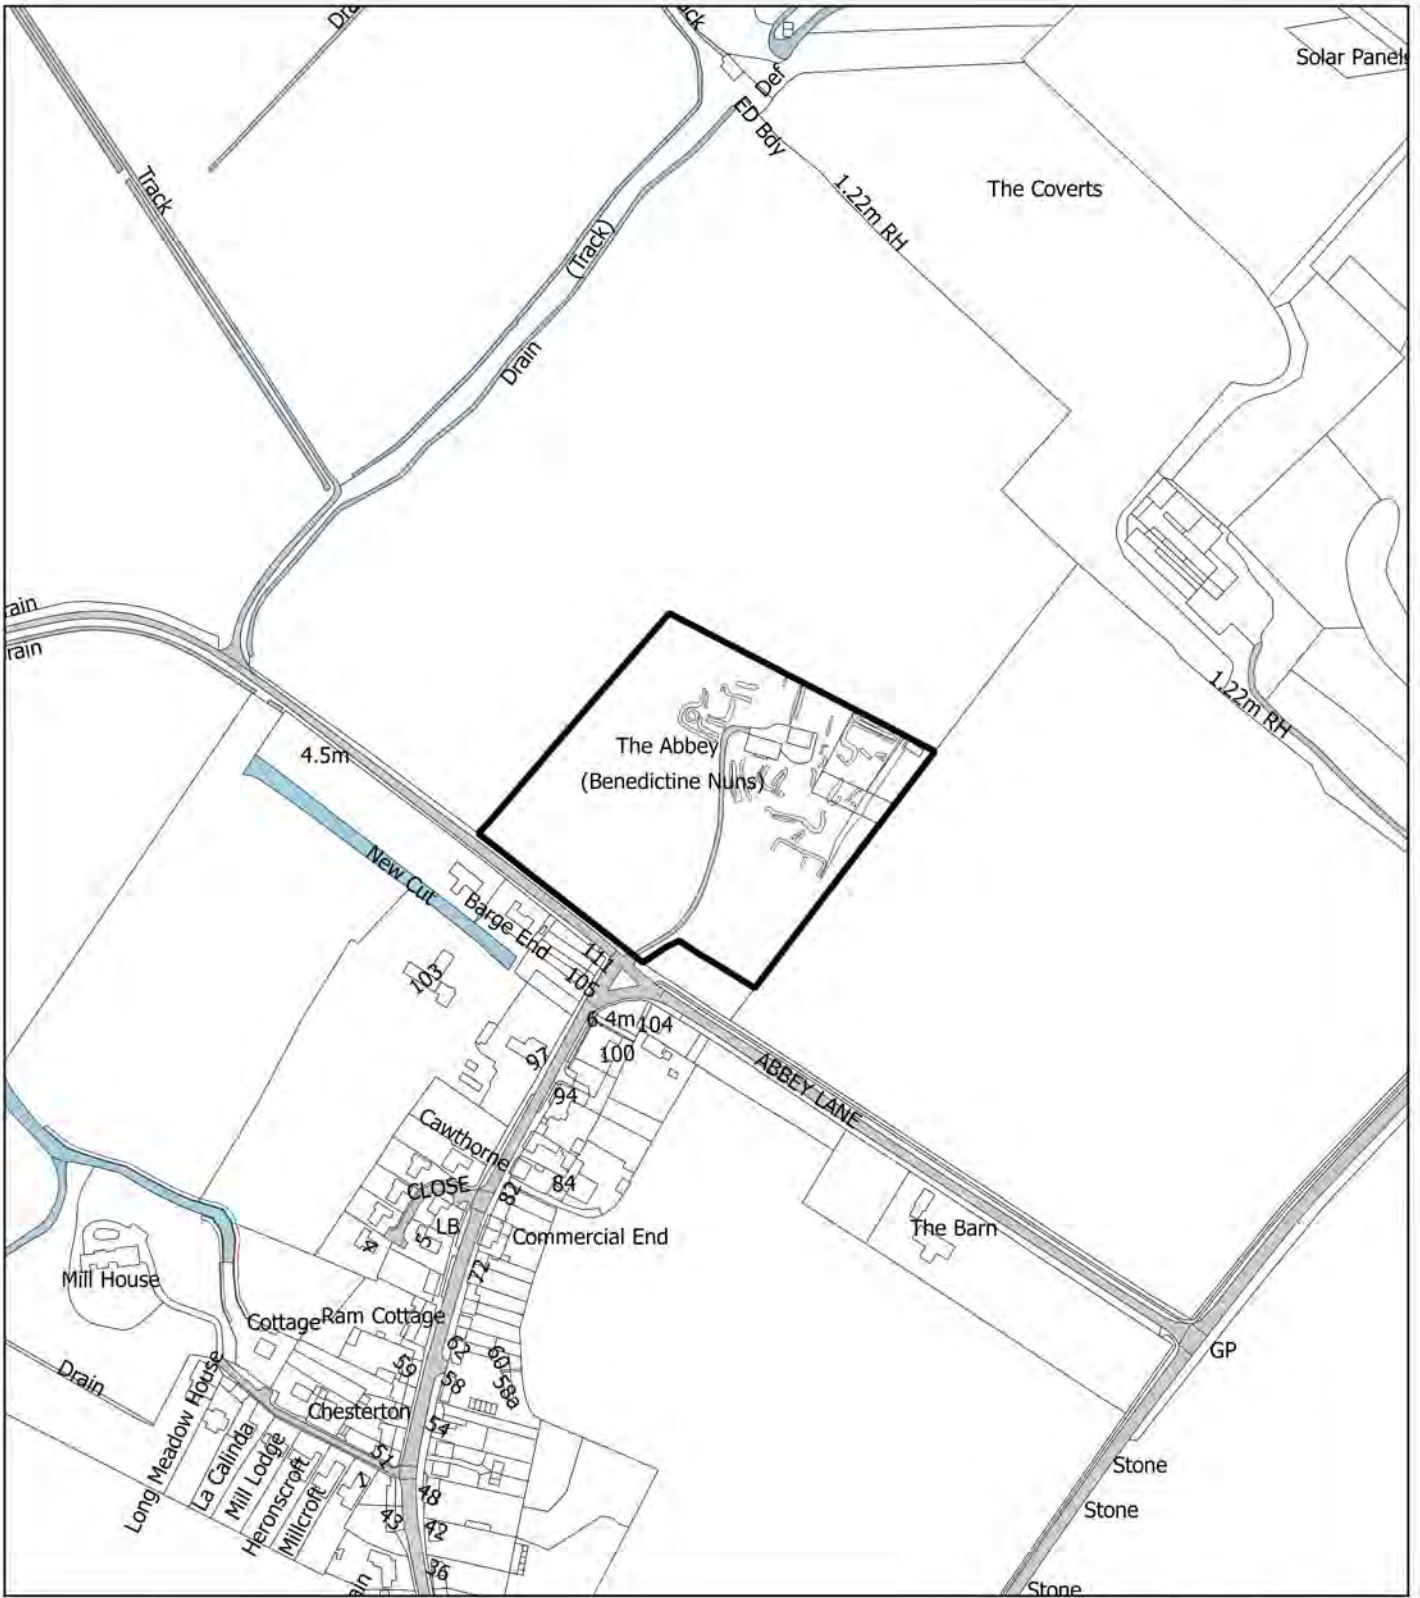 Track
(Track)
Drain
Def
ED Bdy
1.22m RH
The Coverts
Solar Panels
1.22m RH
The Abbey
(Benedictine Nuns)
4.5m
New Cut
Barge End
111
105
103
6.4m
104
100
97
94
ABBEY LANE
Cawthorne
CLOSE
82
84
LB
4
5
Commercial End
72
The Barn
Mill House
Cottage
Ram Cottage
Drain
59
62
60
58
58a
GP
Long Meadow House
Chesterton
54
51
La Calinda
Mill Lodge
Heronscroft
Millcroft
1
48
43
42
36
Stone
Stone
Stone